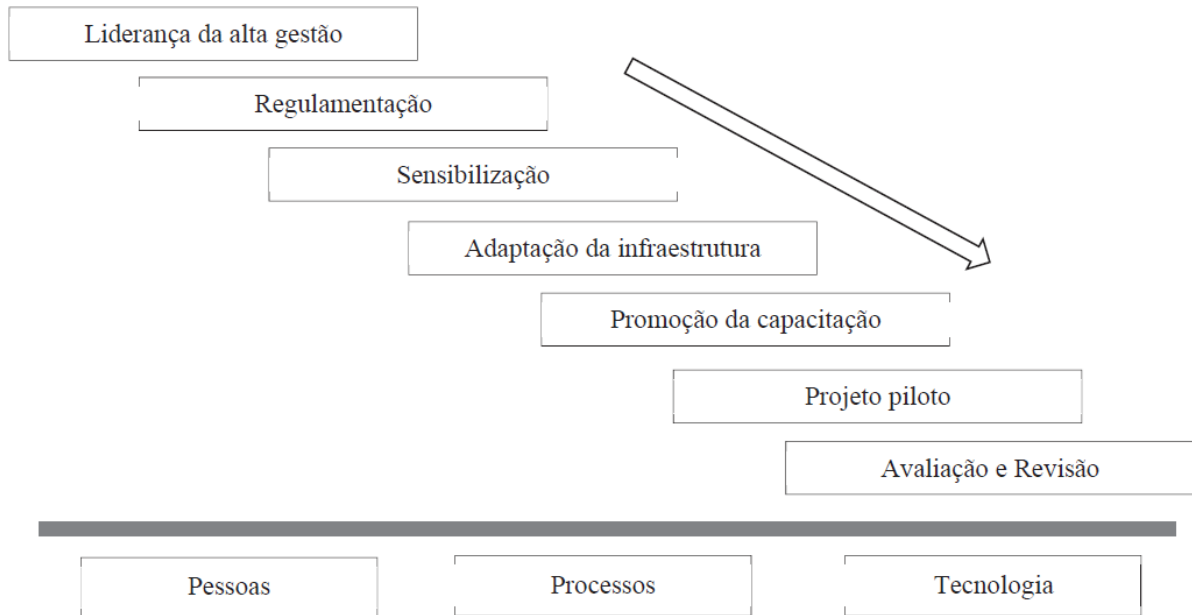 Liderança da alta gestão
Regulamentação
Sensibilização
Adaptação da infraestrutura
Promoção da capacitação
Projeto piloto
Avaliação e Revisão
Pessoas
Processos
Tecnologia